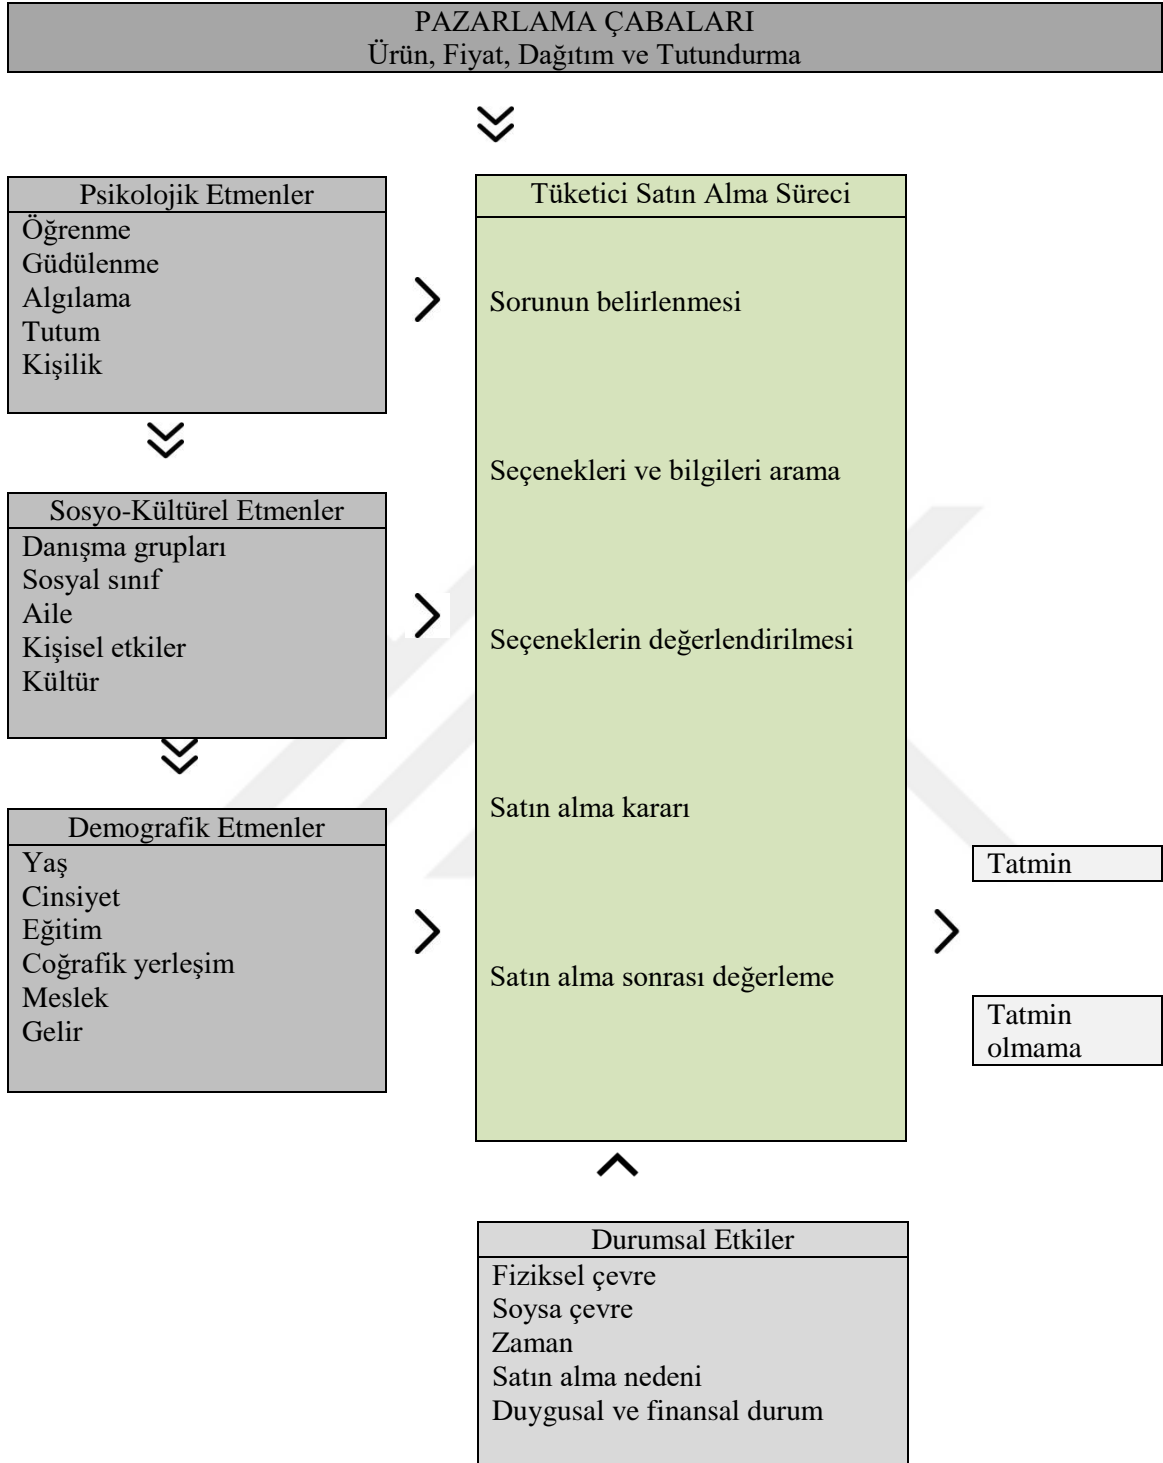 PAZARLAMA ÇABALARI
Ürün, Fiyat, Dağıtım ve Tutundurma
Psikolojik Etmenler
Öğrenme
Güdülenme
Algılama
Tutum
Kişilik
Sosyo-Kültürel Etmenler
Danışma grupları
Sosyal sınıf
Aile
Kişisel etkiler
Kültür
Demografik Etmenler
Yaş
Cinsiyet
Eğitim
Coğrafik yerleşim
Meslek
Gelir
Tüketici Satın Alma Süreci
Sorunun belirlenmesi
Seçenekleri ve bilgileri arama
Seçeneklerin değerlendirilmesi
Satın alma kararı
Satın alma sonrası değerleme
Tatmin
Tatmin
olmama
Durumsal Etkiler
Fiziksel çevre
Soysa çevre
Zaman
Satın alma nedeni
Duygusal ve finansal durum